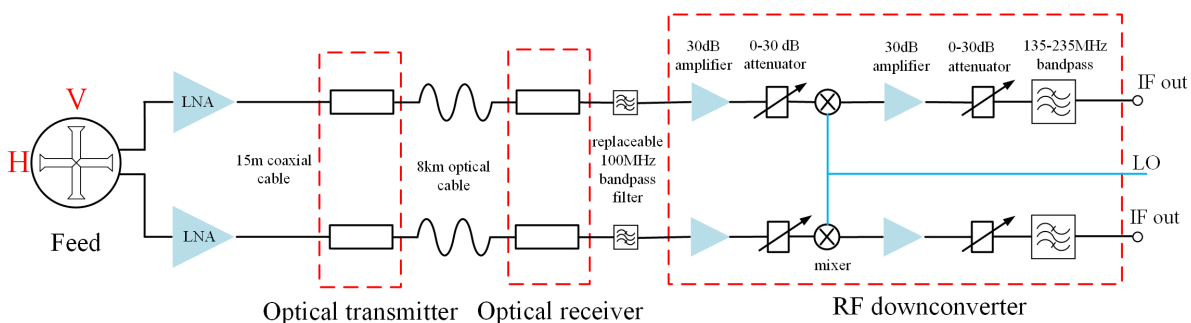 V
H
Feed
LNA
LNA
15m coaxial
cable
Optical transmitter
8km optical
cable
Optical receiver
replaceable
100MHz
bandpass
filter
30dB
amplifier
0-30 dB
attenuator
mixer
30dB
amplifier
0-30dB
attenuator
135-235MHz
bandpass
IF out
LO
IF out
RF downconverter